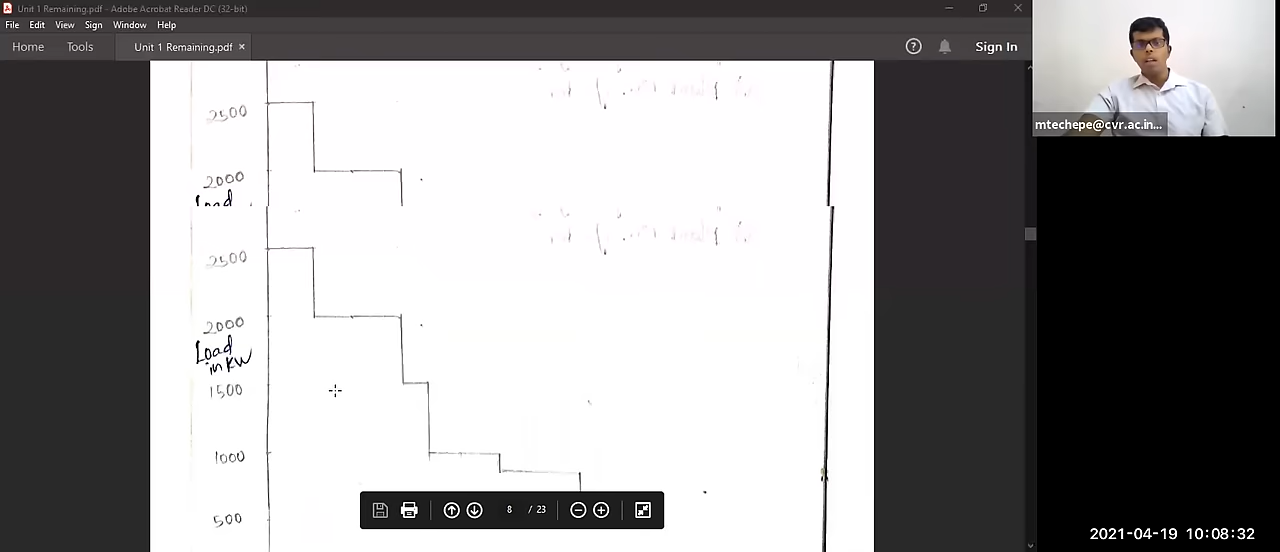 Unit 1 Remaining.pdf - Adobe Acrobat Reader DC (32-bit)
File Edit View Sign Window Help
Home Tools Unit 1 Remaining.pdf × Sign In
mtechepe@cvr.ac.in...
2500
2000
Load
2500
2000
Load
in KW
1500
1000
500
8 / 23
2021-04-19 10:08:32